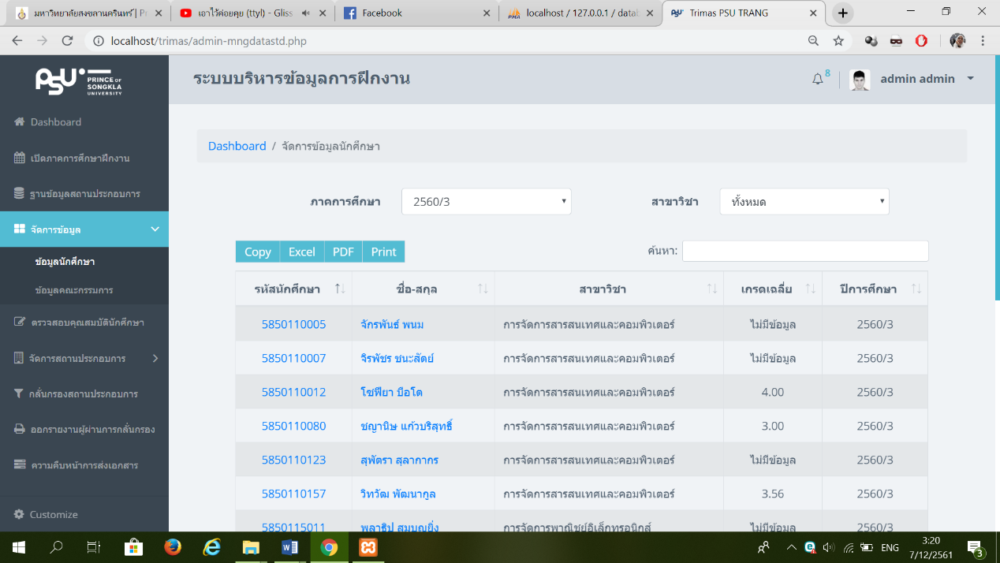 มหาวิทยาลัยสงขลานครินทร์ | Pr
เอาไว้ค่อยคุย (ttyl) - Gliss
Facebook
localhost / 127.0.0.1 / datab
Trimas PSU TRANG
localhost/trimas/admin-mngdatastd.php
PSU PRINCE OF SONGKLA UNIVERSITY
ระบบบริหารข้อมูลการฝึกงาน
8
admin admin
Dashboard
เปิดภาคการศึกษาฝึกงาน
ฐานข้อมูลสถานประกอบการ
จัดการข้อมูล
ข้อมูลนักศึกษา
ข้อมูลคณะกรรมการ
ตรวจสอบคุณสมบัตินักศึกษา
จัดการสถานประกอบการ
กลั่นกรองสถานประกอบการ
ออกรายงานผู้ผ่านการกลั่นกรอง
ความคืบหน้าการส่งเอกสาร
Customize
Dashboard / จัดการข้อมูลนักศึกษา
ภาคการศึกษา 2560/3 สาขาวิชา ทั้งหมด
Copy Excel PDF Print ค้นหา:
รหัสนักศึกษา ชื่อ-สกุล สาขาวิชา เกรดเฉลี่ย ปีการศึกษา
5850110005 จักรพันธ์ พนม การจัดการสารสนเทศและคอมพิวเตอร์ ไม่มีข้อมูล 2560/3
5850110007 จิรพัชร ชนะสัตย์ การจัดการสารสนเทศและคอมพิวเตอร์ ไม่มีข้อมูล 2560/3
5850110012 โซฟียา บือโต การจัดการสารสนเทศและคอมพิวเตอร์ 4.00 2560/3
5850110080 ชญานิษ แก้วบริสุทธิ์ การจัดการสารสนเทศและคอมพิวเตอร์ 3.00 2560/3
5850110123 สุพัตรา สุลากากร การจัดการสารสนเทศและคอมพิวเตอร์ ไม่มีข้อมูล 2560/3
5850110157 วิทวัฒ พัฒนากูล การจัดการสารสนเทศและคอมพิวเตอร์ 3.56 2560/3
5850115011 พลาธิป สมบูญยิ่ง การจัดการพาณิชย์อิเล็กทรอนิกส์ ไม่มีข้อมูล 2560/3
ENG
3:20
7/12/2561
3